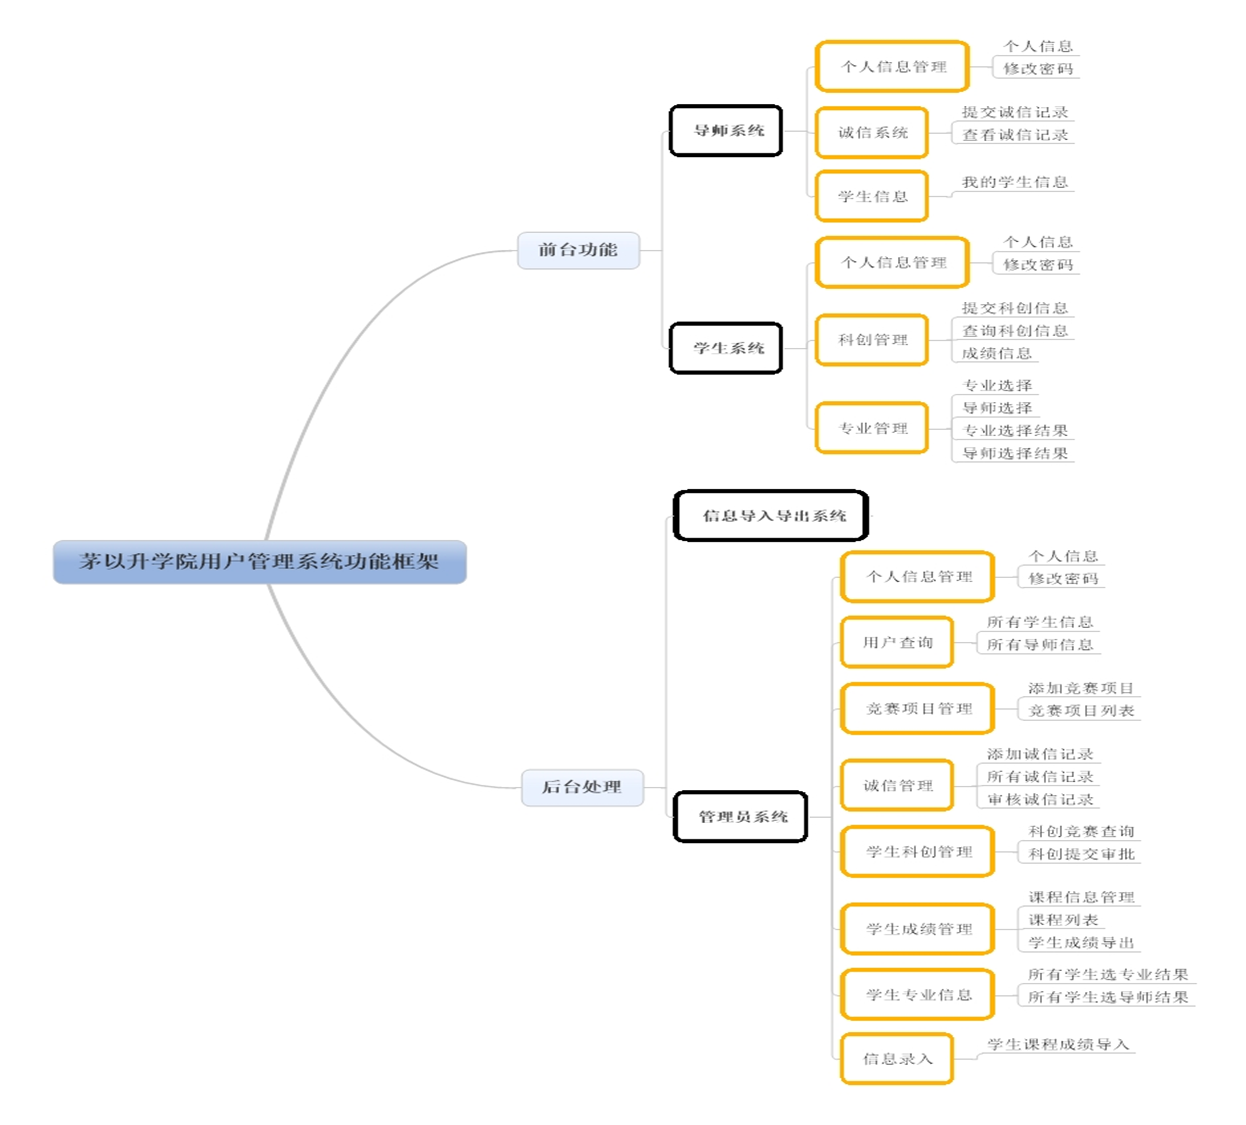 茅以升学院用户管理系统功能框架
前台功能
导师系统
个人信息管理
个人信息
修改密码
诚信系统
提交诚信记录
查看诚信记录
学生信息
我的学生信息
学生系统
个人信息管理
个人信息
修改密码
科创管理
提交科创信息
查询科创信息
成绩信息
专业管理
专业选择
导师选择
专业选择结果
导师选择结果
后台处理
信息导入导出系统
管理员系统
个人信息管理
个人信息
修改密码
用户查询
所有学生信息
所有导师信息
竞赛项目管理
添加竞赛项目
竞赛项目列表
诚信管理
添加诚信记录
所有诚信记录
审核诚信记录
学生科创管理
科创竞赛查询
科创提交审批
学生成绩管理
课程信息管理
课程列表
学生成绩导出
学生专业信息
所有学生选专业结果
所有学生选导师结果
信息录入
学生课程成绩导入